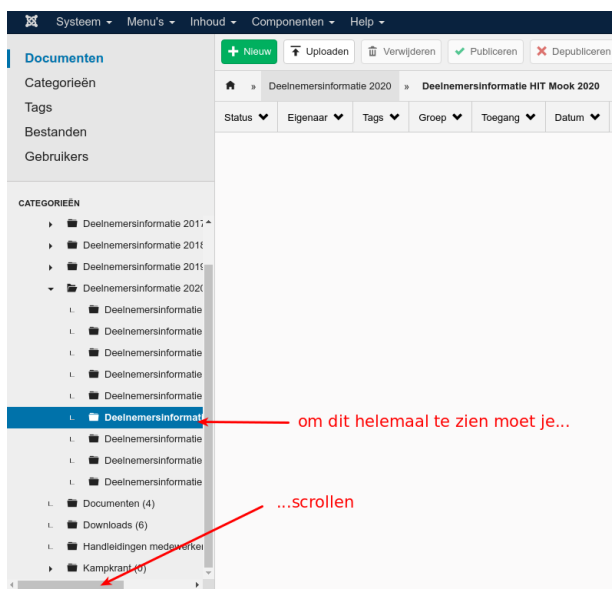 Systeem Menu's Inhoud Componenten Help
Documenten
Categorieën
Tags
Bestanden
Gebruikers
Nieuw Uploaden Verwijderen Publiceren Depubliceren
» Deelnemersinformatie 2020 » Deelnemersinformatie HIT Mook 2020
Status Eigenaar Tags Groep Toegang Datum
CATEGORIEËN
Deelnemersinformatie 2017
Deelnemersinformatie 2018
Deelnemersinformatie 2019
Deelnemersinformatie 2020
Deelnemersinformatie
Deelnemersinformatie
Deelnemersinformatie
Deelnemersinformatie
Deelnemersinformatie
Deelnemersinformati
om dit helemaal te zien moet je...
Deelnemersinformatie
Deelnemersinformatie
Deelnemersinformatie
Documenten (4)
...scrollen
Downloads (6)
Handleidingen medewerker
Kampkrant (0)